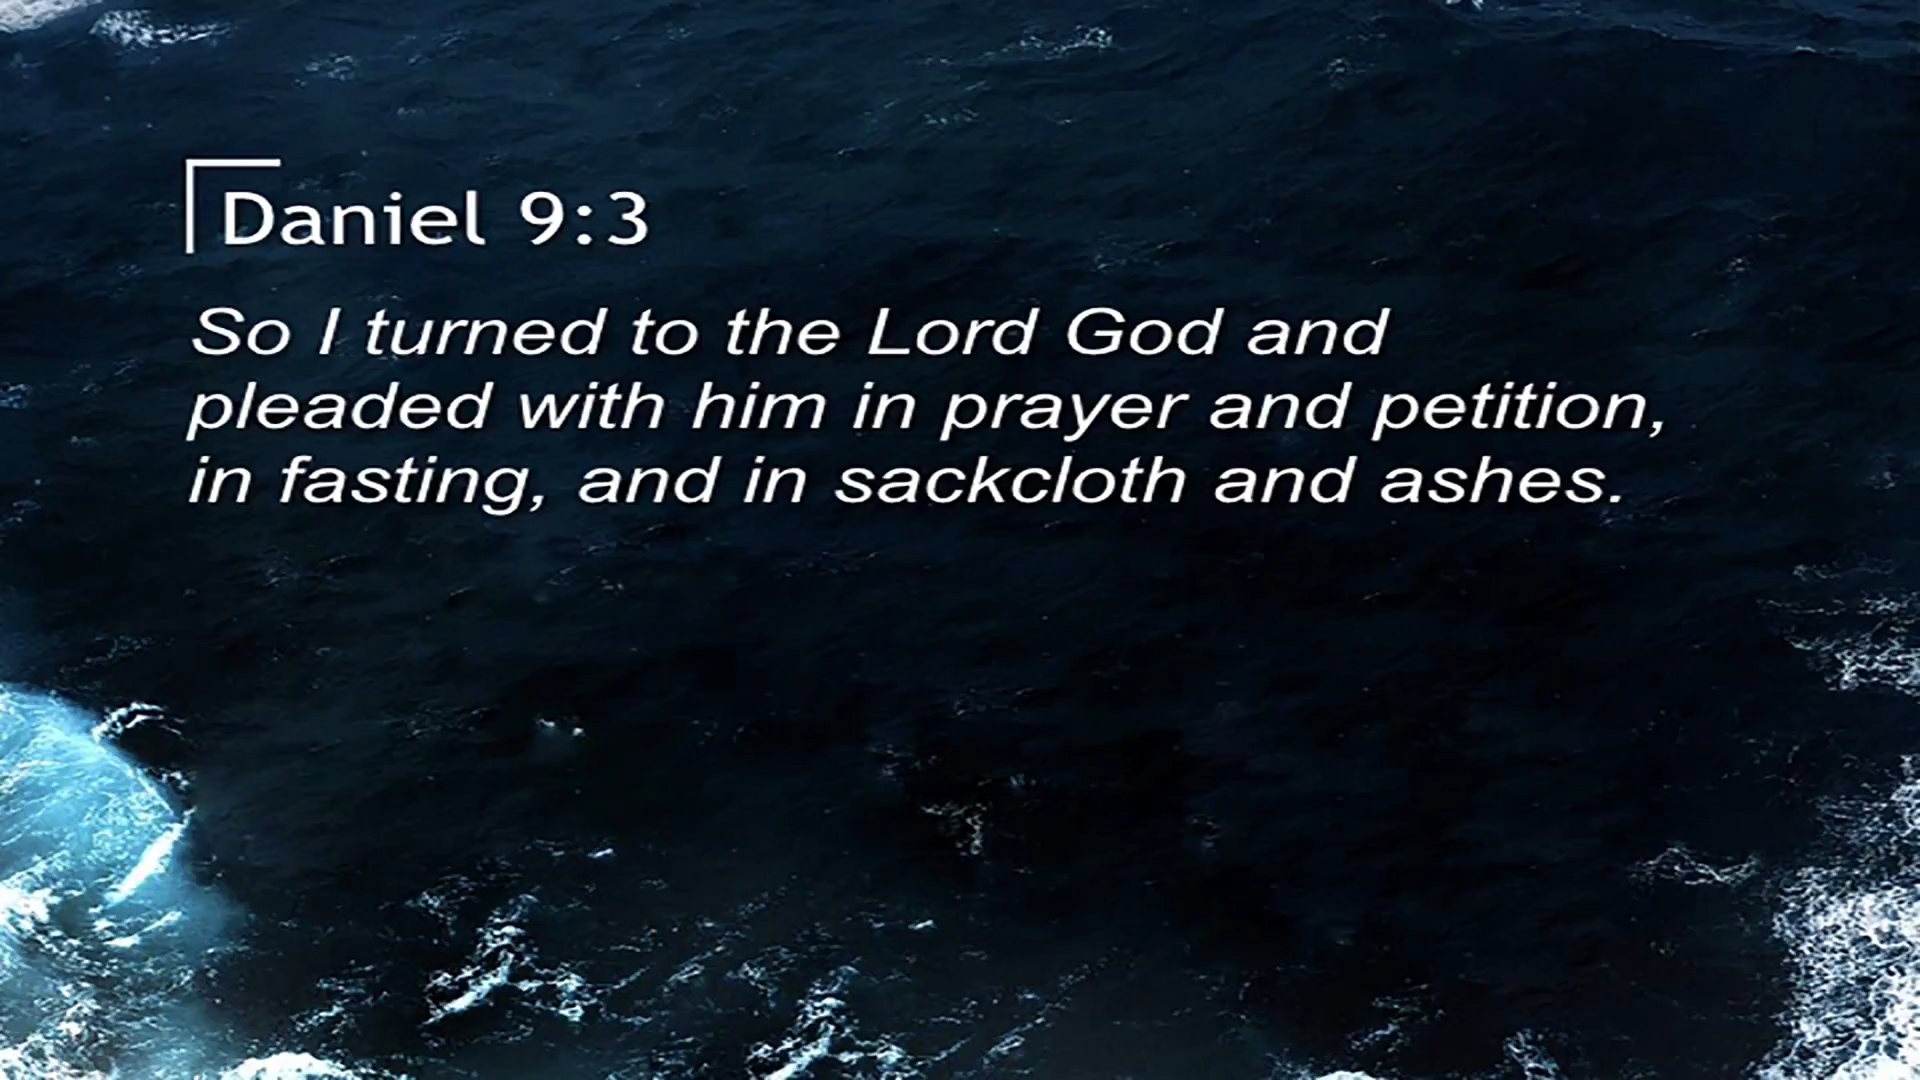 Daniel 9:3
So I turned to the Lord God and
pleaded with him in prayer and petition,
in fasting, and in sackcloth and ashes.